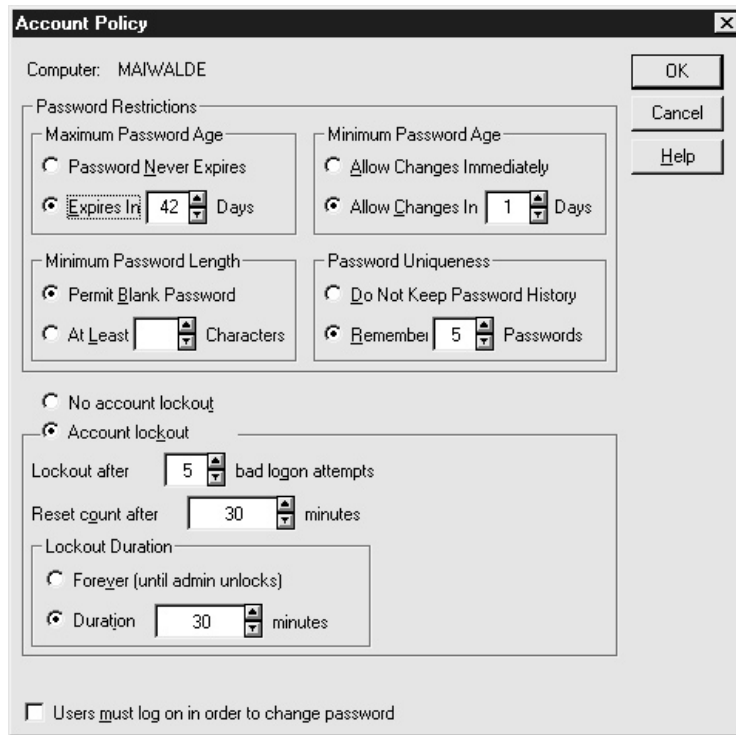 Account Policy
Computer: MAIWALDE
OK
Cancel
Help
Password Restrictions
Maximum Password Age
Password Never Expires
Expires In 42 Days
Minimum Password Age
Allow Changes Immediately
Allow Changes In 1 Days
Minimum Password Length
Permit Blank Password
At Least Characters
Password Uniqueness
Do Not Keep Password History
Remember 5 Passwords
No account lockout
Account lockout
Lockout after 5 bad logon attempts
Reset count after 30 minutes
Lockout Duration
Forever (until admin unlocks)
Duration 30 minutes
Users must log on in order to change password